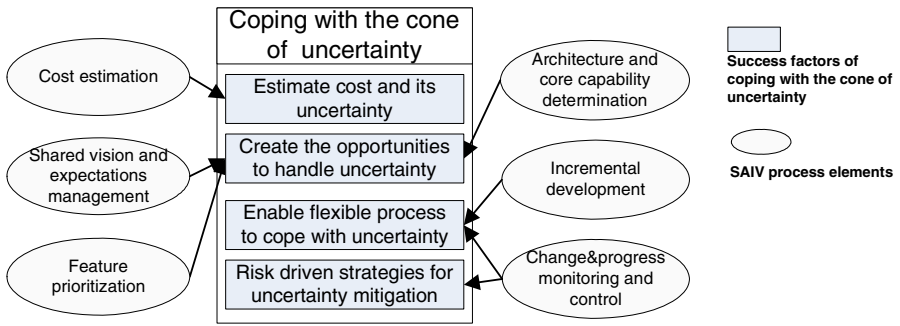 Coping with the cone
of uncertainty
Cost estimation
Shared vision and
expectations
management
Feature
prioritization
Estimate cost and its
uncertainty
Create the opportunities
to handle uncertainty
Enable flexible process
to cope with uncertainty
Risk driven strategies for
uncertainty mitigation
Architecture and
core capability
determination
Incremental
development
Change&progress
monitoring and
control
Success factors of
coping with the cone of
uncertainty
SAIV process elements